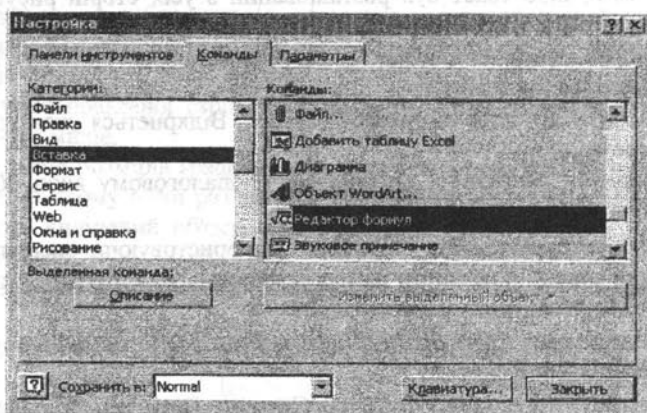 Настройка
Панели инструментов Команды Параметры
Категории: Команды:
Файл
Правка
Вид
Вставка
Формат
Сервис
Таблица
Web
Окна и справка
Рисование
Файл...
Добавить таблицу Excel
Диаграмма
Объект WordArt...
Редактор формул
Звуковое примечание
Выделенная команда:
Описание Изменить выделенный объект
Сохранить в: Normal Клавиатура... Закрыть